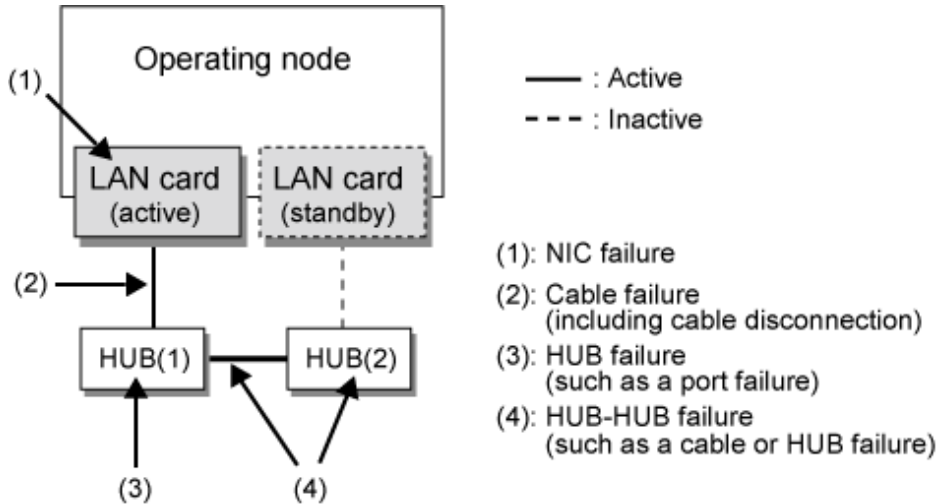 Operating node
(1)
: Active
: Inactive
LAN card
(active)
LAN card
(standby)
(2)
HUB(1)
HUB(2)
(3)
(4)
(1): NIC failure
(2): Cable failure
(including cable disconnection)
(3): HUB failure
(such as a port failure)
(4): HUB-HUB failure
(such as a cable or HUB failure)